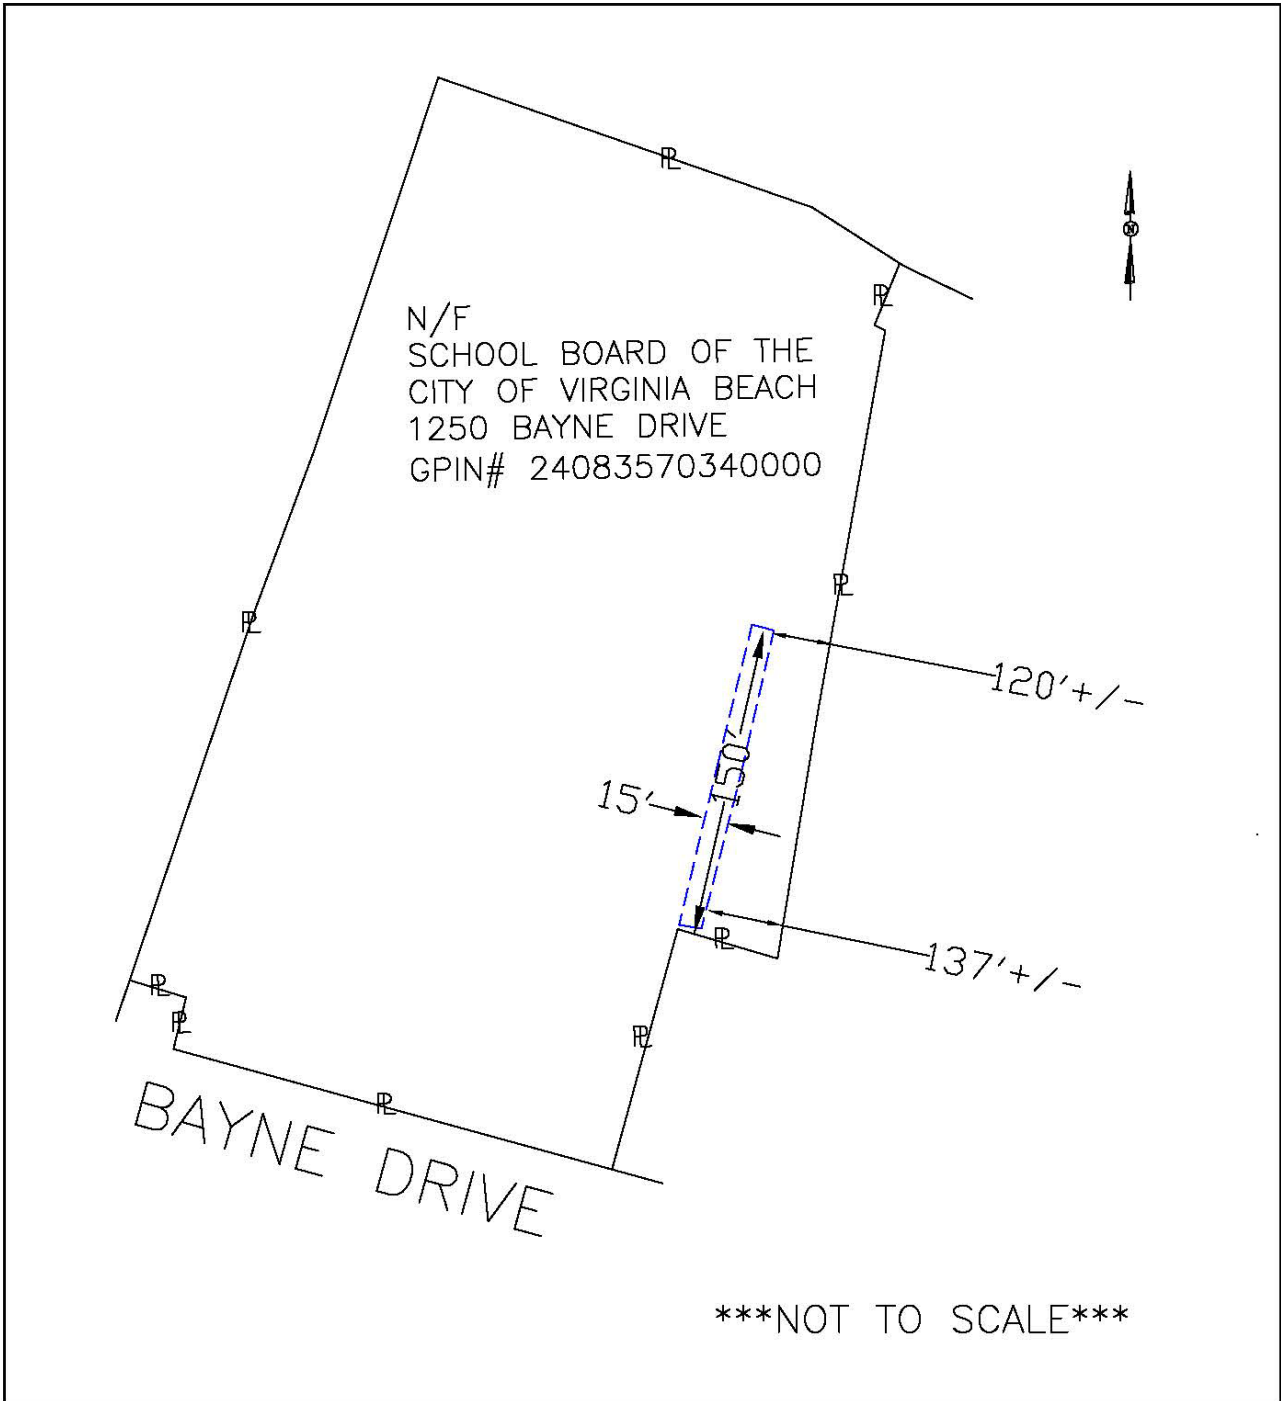 PL
N
PL
N/F
SCHOOL BOARD OF THE
CITY OF VIRGINIA BEACH
1250 BAYNE DRIVE
GPIN# 24083570340000
PL
PL
120'+/-
150'
15'
PL
137'+/-
PL
PL
PL
PL
BAYNE DRIVE
***NOT TO SCALE***